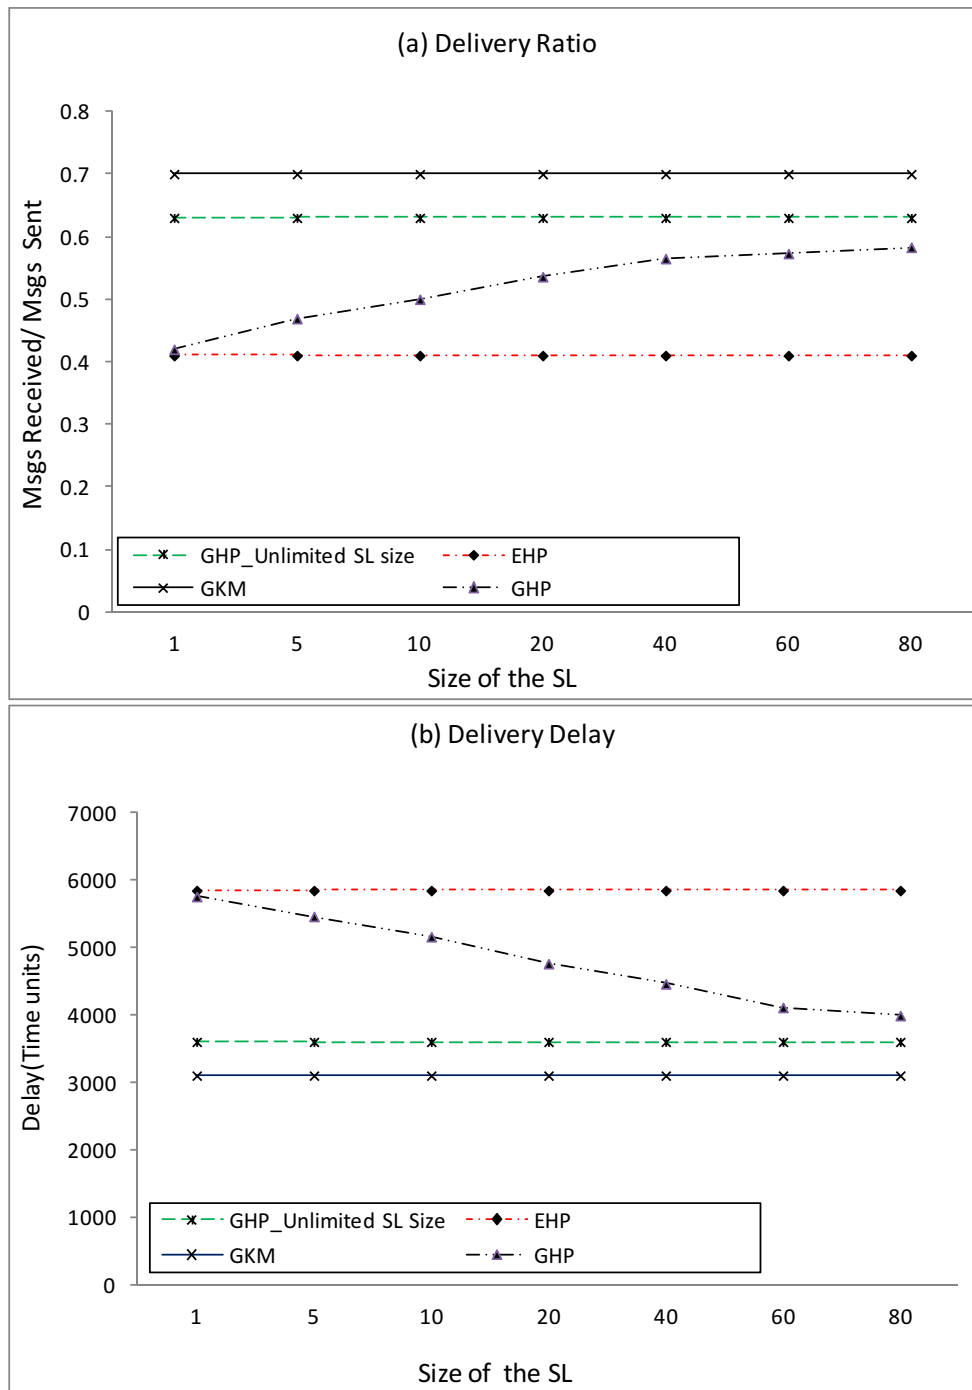 (a) Delivery Ratio
Msgs Received/ Msgs Sent
0.8
0.7
0.6
0.5
0.4
0.3
0.2
0.1
0
GHP_Unlimited SL size
EHP
GKM
GHP
1 5 10 20 40 60 80
Size of the SL
(b) Delivery Delay
Delay(Time units)
7000
6000
5000
4000
3000
2000
1000
0
GHP_Unlimited SL Size
EHP
GKM
GHP
1 5 10 20 40 60 80
Size of the SL